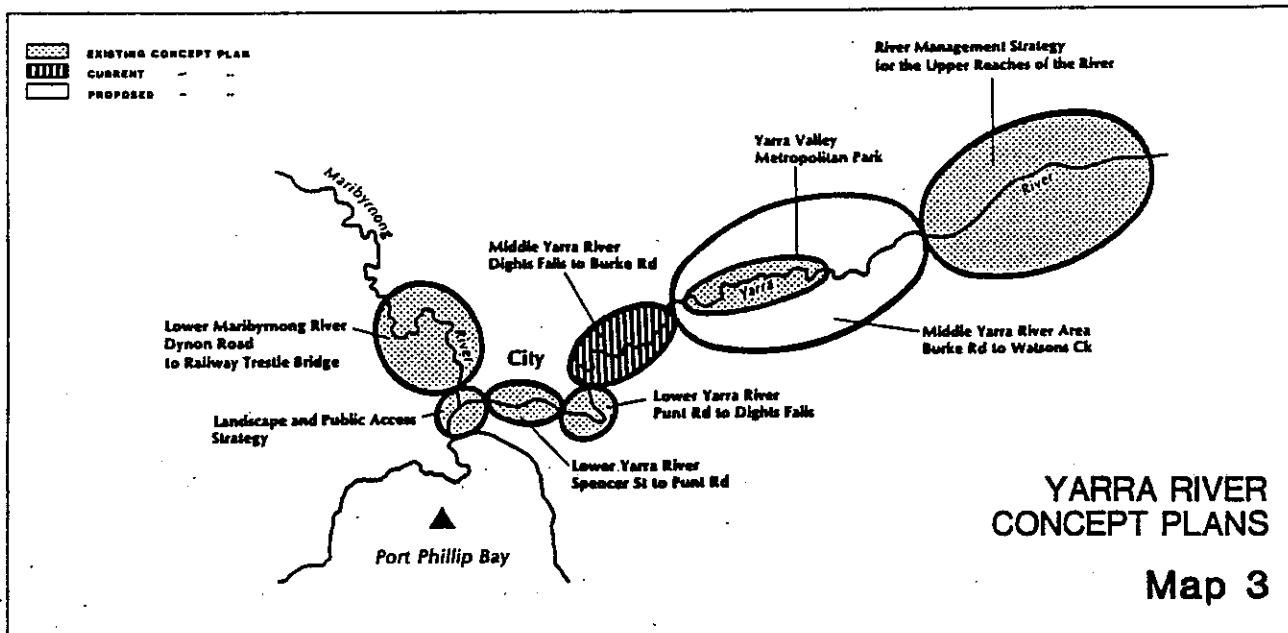 EXISTING CONCEPT PLAN
CURRENT " "
PROPOSED " "
River Management Strategy
for the Upper Reaches of the River
Yarra Valley
Metropolitan Park
Maribyrnong
River
Middle Yarra River
Dights Falls to Burke Rd
Yarra
River
Lower Maribyrnong River
Dynon Road
to Railway Trestle Bridge
City
Middle Yarra River Area
Burke Rd to Watsons Ck
Landscape and Public Access
Strategy
Lower Yarra River
Punt Rd to Dights Falls
Lower Yarra River
Spencer St to Punt Rd
Port Phillip Bay
YARRA RIVER
CONCEPT PLANS
Map 3